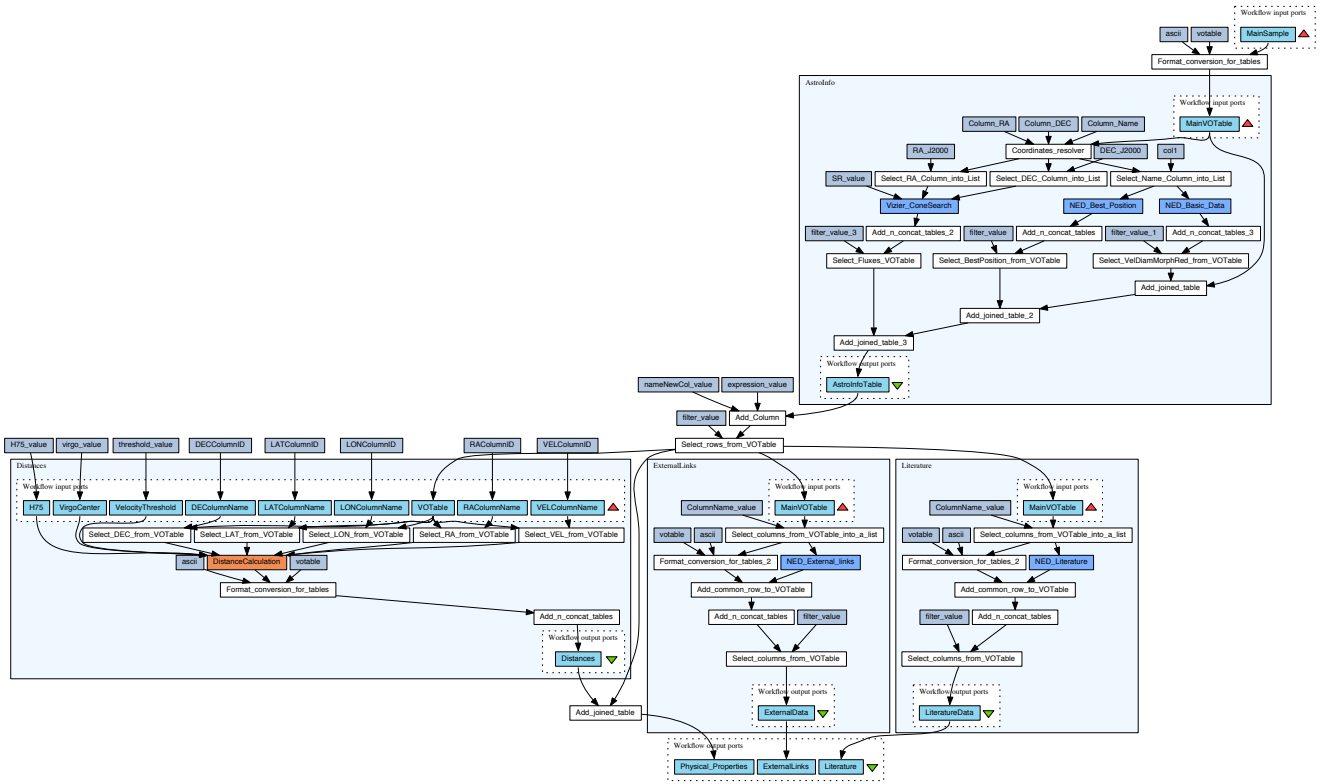 Workflow input ports
ascii votable MainSample
Format_conversion_for_tables
AstroInfo
Workflow input ports
Column_RA Column_DEC Column_Name MainVOTable
RA_J2000 Coordinates_resolver DEC_J2000 col1
SR_value Select_RA_Column_into_List Select_DEC_Column_into_List Select_Name_Column_into_List
Vizier_ConeSearch NED_Best_Position NED_Basic_Data
filter_value_3 Add_n_concat_tables_2 filter_value Add_n_concat_tables filter_value_1 Add_n_concat_tables_3
Select_Fluxes_VOTable Select_BestPosition_from_VOTable Select_VelDiamMorphRed_from_VOTable
Add_joined_table
Add_joined_table_2
Add_joined_table_3
Workflow output ports
AstroInfoTable
nameNewCol_value expression_value
filter_value Add_Column
H75_value virgo_value threshold_value DECColumnID LATColumnID LONColumnID RAColumnID VELColumnID Select_rows_from_VOTable
Distances ExternalLinks Literature
Workflow input ports Workflow input ports Workflow input ports
H75 VirgoCenter VelocityThreshold DEColumnName LATColumnName LONColumnName VOTable RAColumnName VELColumnName ColumnName_value MainVOTable ColumnName_value MainVOTable
Select_DEC_from_VOTable Select_LAT_from_VOTable Select_LON_from_VOTable Select_RA_from_VOTable Select_VEL_from_VOTable votable ascii Select_columns_from_VOTable_into_a_list votable ascii Select_columns_from_VOTable_into_a_list
ascii DistanceCalculation votable Format_conversion_for_tables_2 NED_External_links Format_conversion_for_tables_2 NED_Literature
Format_conversion_for_tables Add_common_row_to_VOTable Add_common_row_to_VOTable
Add_n_concat_tables Add_n_concat_tables filter_value filter_value Add_n_concat_tables
Workflow output ports
Distances Select_columns_from_VOTable Select_columns_from_VOTable
Workflow output ports Workflow output ports
Add_joined_table ExternalData LiteratureData
Workflow output ports
Physical_Properties ExternalLinks Literature